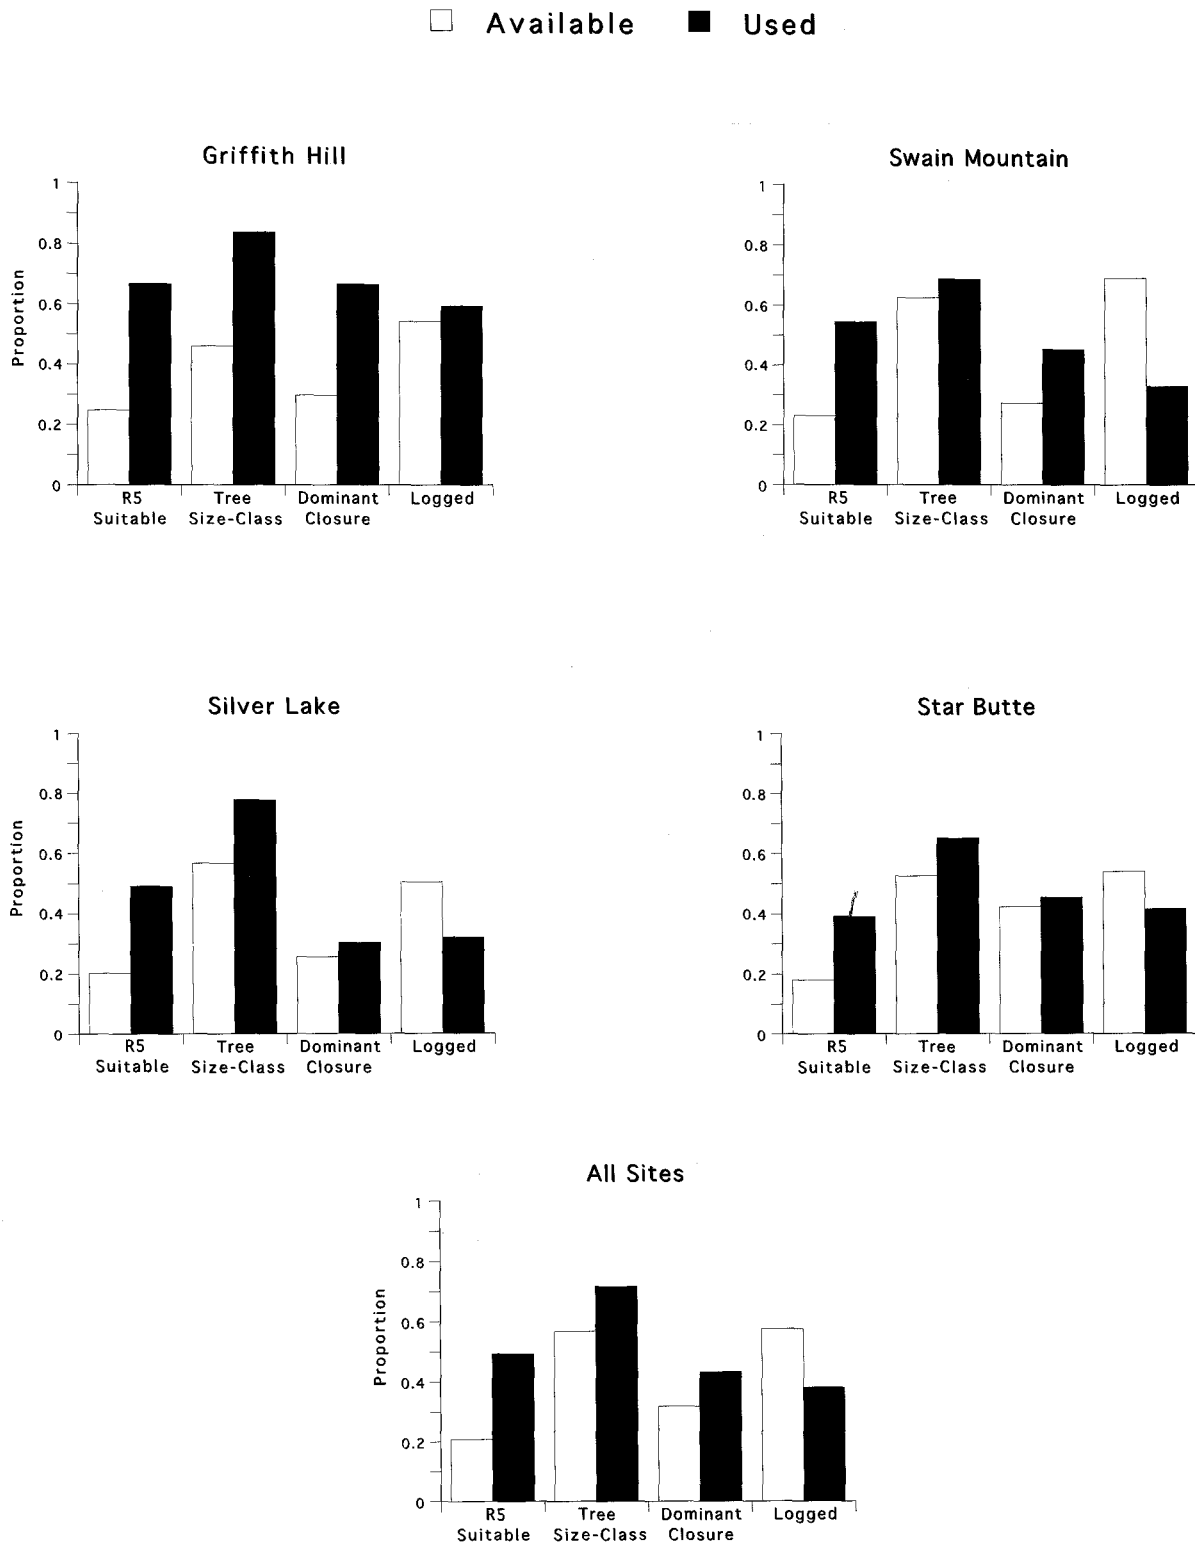 Available Used
Griffith Hill
Proportion
1
0.8
0.6
0.4
0.2
0
R5 Suitable
Tree Size-Class
Dominant Closure
Logged
Swain Mountain
1
0.8
0.6
0.4
0.2
0
R5 Suitable
Tree Size-Class
Dominant Closure
Logged
Silver Lake
Proportion
1
0.8
0.6
0.4
0.2
0
R5 Suitable
Tree Size-Class
Dominant Closure
Logged
Star Butte
1
0.8
0.6
0.4
0.2
0
R5 Suitable
Tree Size-Class
Dominant Closure
Logged
All Sites
Proportion
1
0.8
0.6
0.4
0.2
0
R5 Suitable
Tree Size-Class
Dominant Closure
Logged